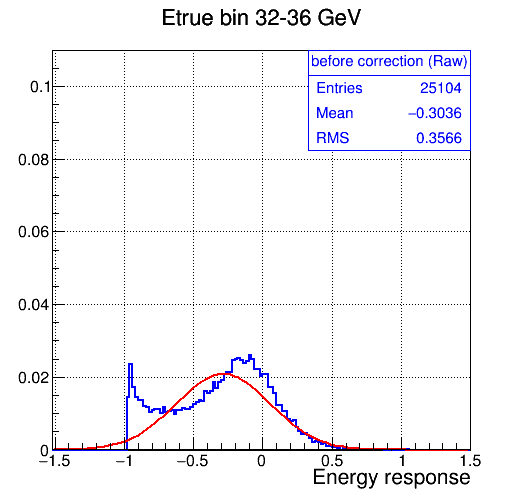 Etrue bin 32-36 GeV
before correction (Raw)
Entries 25104
Mean −0.3036
RMS 0.3566
0.1
0.08
0.06
0.04
0.02
0
−1.5 −1 −0.5 0 0.5 1 1.5
Energy response